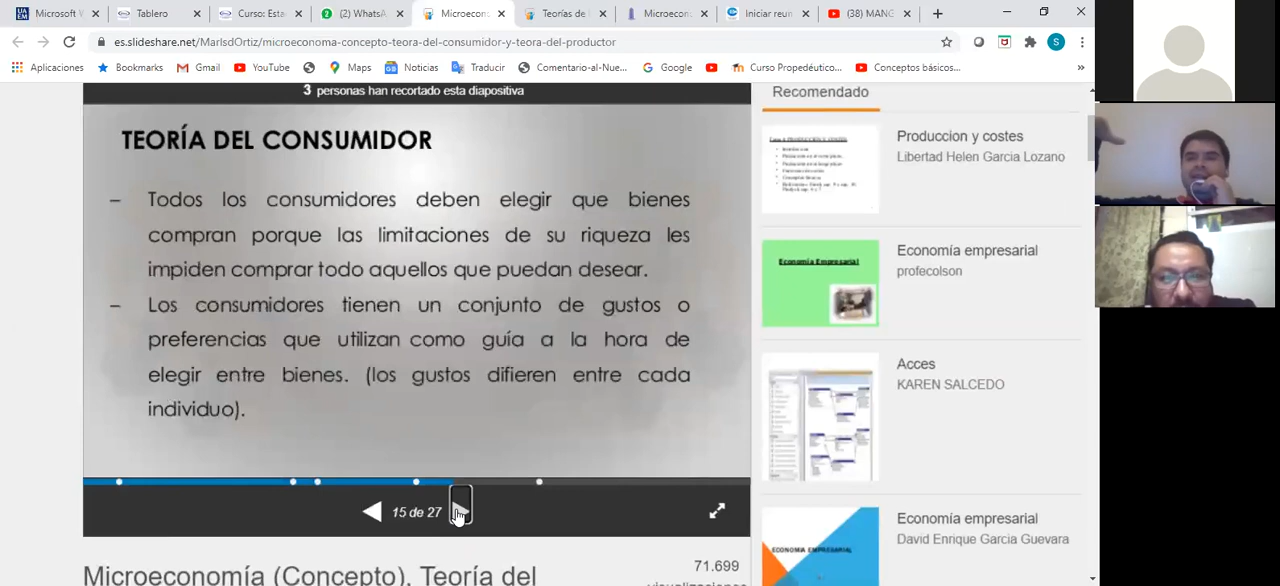 Microsoft W
Tablero
Curso: Esta
(2) WhatsA
Microecon
Teorías de l
Microecon
Iniciar reun
(38) MANG
es.slideshare.net/MarlsdOrtiz/microeconoma-concepto-teora-del-consumidor-y-teora-del-productor
S
Aplicaciones
Bookmarks
Gmail
YouTube
Maps
Noticias
Traducir
Comentario-al-Nue...
Google
Curso Propedéutico...
Conceptos básicos...
»
3 personas han recortado esta diapositiva
TEORÍA DEL CONSUMIDOR
– Todos los consumidores deben elegir que bienes
compran porque las limitaciones de su riqueza les
impiden comprar todo aquellos que puedan desear.
– Los consumidores tienen un conjunto de gustos o
preferencias que utilizan como guía a la hora de
elegir entre bienes. (los gustos difieren entre cada
individuo).
15 de 27
Microeconomía (Concepto). Teoría del
71.699
Recomendado
Produccion y costes
Libertad Helen Garcia Lozano
Economía Empresarial
Economía empresarial
profecolson
Acces
KAREN SALCEDO
ECONOMIA EMPRESARIAL
Economía empresarial
David Enrique Garcia Guevara